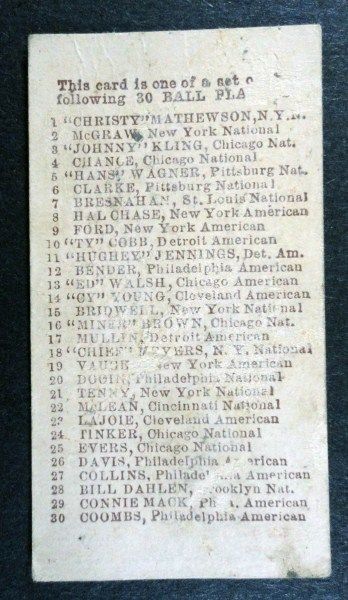 This card is one of a set o
following 30 BALL PLA
1 "CHRISTY" MATHEWSON, N.Y.N.
2 McGRAW, New York National
3 "JOHNNY" KLING, Chicago Nat.
4 CHANCE, Chicago National
5 "HANS" WAGNER, Pittsburg Nat.
6 CLARKE, Pittsburg National
7 BRESNAHAN, St. Louis National
8 HAL CHASE, New York American
9 FORD, New York American
10 "TY" COBB, Detroit American
11 "HUGHEY" JENNINGS, Det. Am.
12 BENDER, Philadelphia American
13 "ED" WALSH, Chicago American
14 "CY" YOUNG, Cleveland American
15 BRIDWELL, New York National
16 "MINER" BROWN, Chicago Nat.
17 MULLIN, Detroit American
18 "CHIEF" MEYERS, N. Y. National
19 New York American
20 DOOIN, Philadelphia National
21 TENNY, New York National
22 McLEAN, Cincinnati National
23 LAJOIE, Cleveland American
24 TINKER, Chicago National
25 EVERS, Chicago National
26 DAVIS, Philadelphia A erican
27 COLLINS, Philade a American
28 BILL DAHLEN, rooklyn Nat.
29 CONNIE MACK, Ph . American
30 COOMBS, Philadelphia American